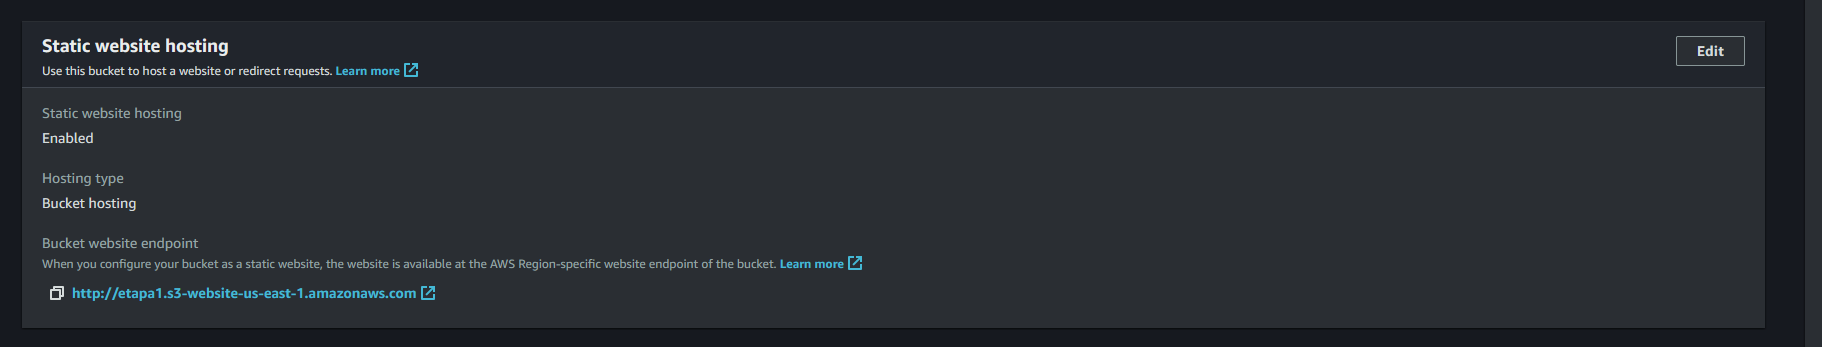 Static website hosting
Edit
Use this bucket to host a website or redirect requests. Learn more
Static website hosting
Enabled
Hosting type
Bucket hosting
Bucket website endpoint
When you configure your bucket as a static website, the website is available at the AWS Region-specific website endpoint of the bucket. Learn more
http://etapa1.s3-website-us-east-1.amazonaws.com